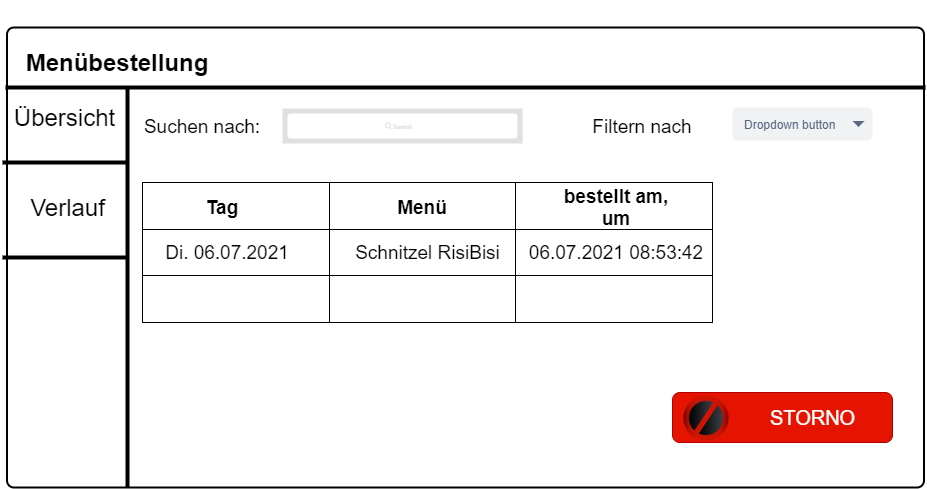 Menübestellung
Übersicht
Verlauf
Suchen nach:
Search
Filtern nach
Dropdown button
Tag
Menü
bestellt am,
um
Di. 06.07.2021
Schnitzel RisiBisi
06.07.2021 08:53:42
STORNO